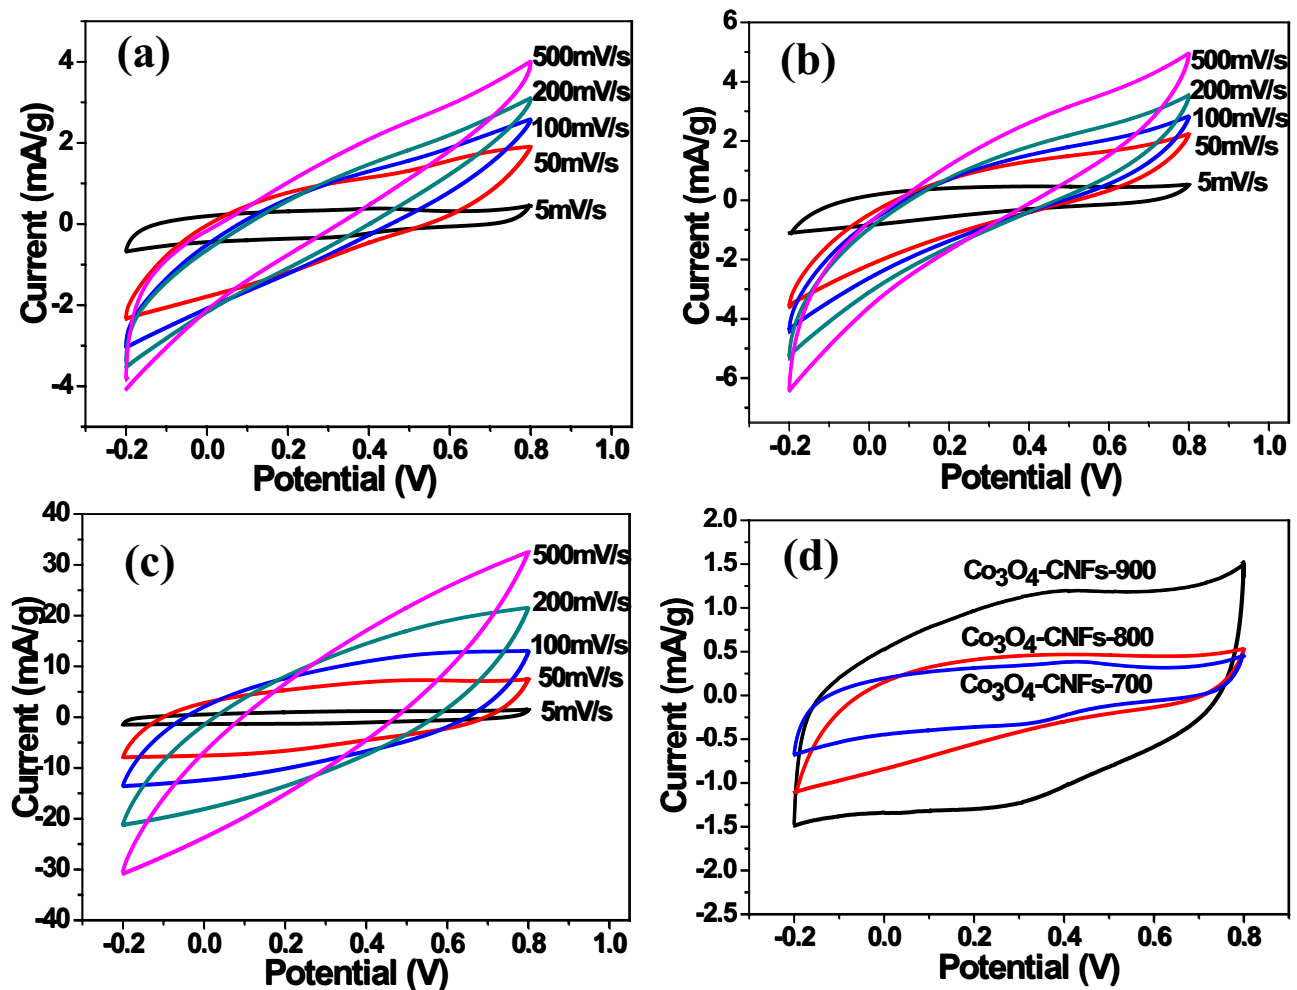 (a)
500mV/s
200mV/s
100mV/s
50mV/s
5mV/s
4
2
0
-2
-4
Current (mA/g)
-0.2 0.0 0.2 0.4 0.6 0.8 1.0
Potential (V)
(b)
500mV/s
200mV/s
100mV/s
50mV/s
5mV/s
6
4
2
0
-2
-4
-6
Current (mA/g)
-0.2 0.0 0.2 0.4 0.6 0.8 1.0
Potential (V)
(c)
500mV/s
200mV/s
100mV/s
50mV/s
5mV/s
40
30
20
10
0
-10
-20
-30
-40
Current (mA/g)
-0.2 0.0 0.2 0.4 0.6 0.8 1.0
Potential (V)
(d)
Co₃O₄-CNFs-900
Co₃O₄-CNFs-800
Co₃O₄-CNFs-700
2.0
1.5
1.0
0.5
0.0
-0.5
-1.0
-1.5
-2.0
-2.5
Current (mA/g)
-0.2 0.0 0.2 0.4 0.6 0.8
Potential (V)